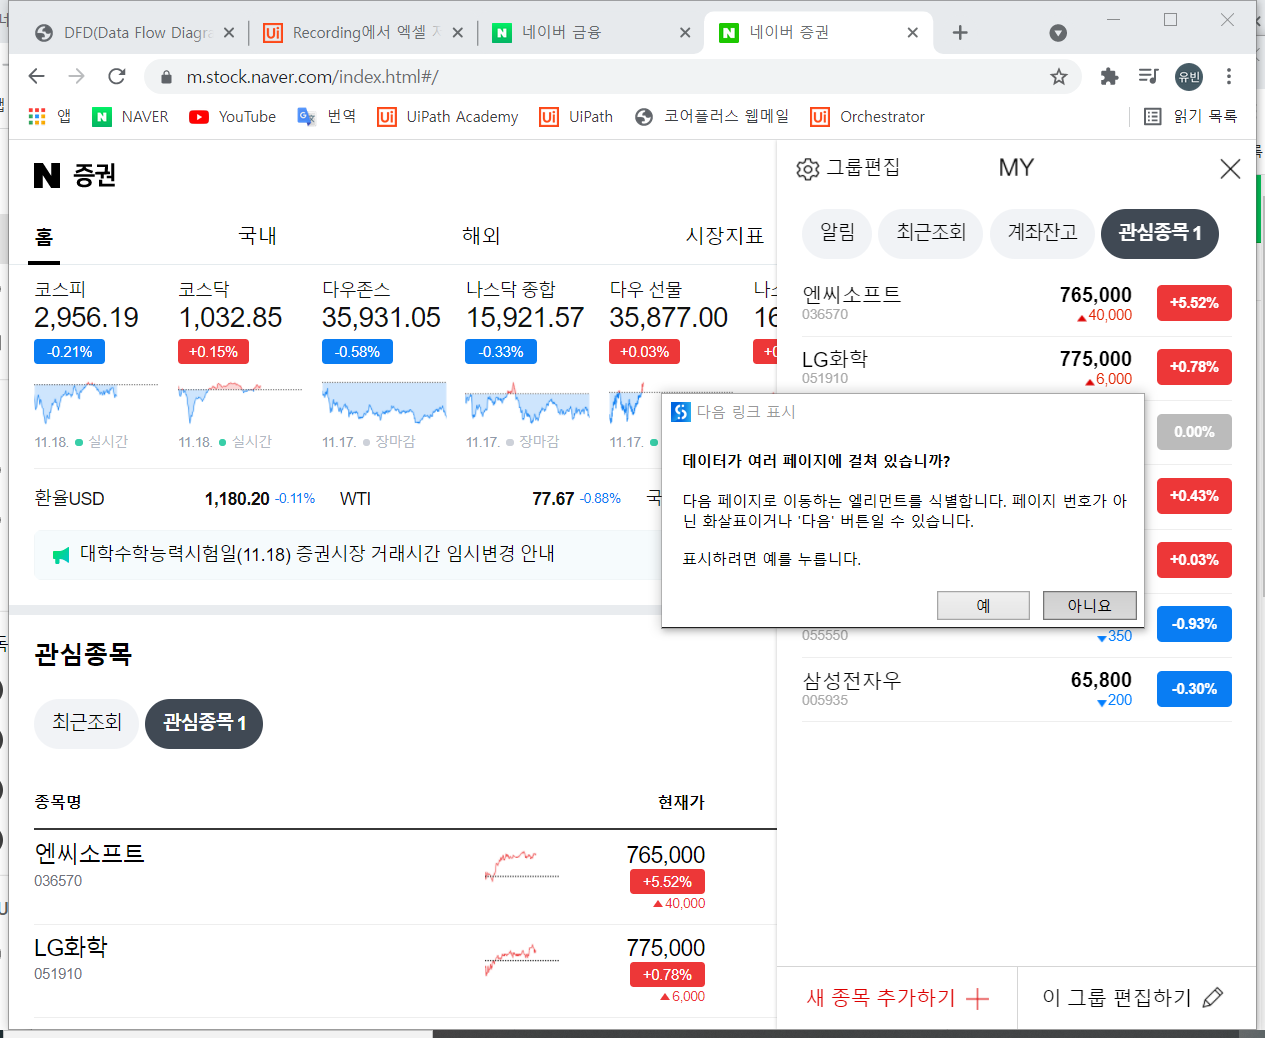 DFD(Data Flow Diagra
Recording에서 엑셀
네이버 금융
네이버 증권
m.stock.naver.com/index.html#/
유빈
앱
NAVER
YouTube
번역
UiPath Academy
UiPath
코어플러스 웹메일
Orchestrator
읽기 목록
N 증권
홈
국내
해외
시장지표
코스피
2,956.19
-0.21%
11.18. 실시간
코스닥
1,032.85
+0.15%
11.18. 실시간
다우존스
35,931.05
-0.58%
11.17. 장마감
나스닥 종합
15,921.57
-0.33%
11.17. 장마감
다우 선물
35,877.00
+0.03%
11.17.
환율USD 1,180.20 -0.11%
WTI 77.67 -0.88%
국
대학수학능력시험일(11.18) 증권시장 거래시간 임시변경 안내
관심종목
최근조회
관심종목 1
종목명 현재가
엔씨소프트 765,000
036570 +5.52%
▲40,000
LG화학 775,000
051910 +0.78%
▲6,000
그룹편집
MY
알림
최근조회
계좌잔고
관심종목 1
엔씨소프트 765,000 +5.52%
036570 ▲40,000
LG화학 775,000 +0.78%
051910 ▲6,000
0.00%
+0.43%
+0.03%
-0.93%
055550 ▼350
삼성전자우 65,800 -0.30%
005935 ▼200
새 종목 추가하기
이 그룹 편집하기
다음 링크 표시
데이터가 여러 페이지에 걸쳐 있습니까?
다음 페이지로 이동하는 엘리먼트를 식별합니다. 페이지 번호가 아
닌 화살표이거나 '다음' 버튼일 수 있습니다.
표시하려면 예를 누릅니다.
예
아니요